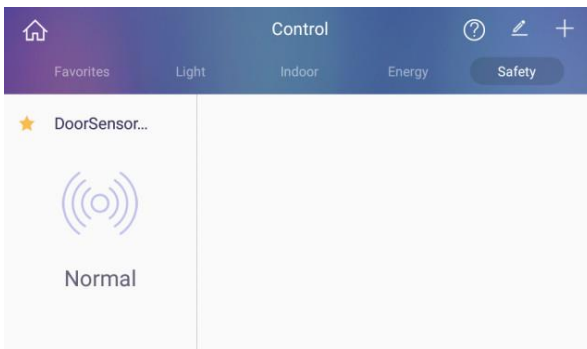 Control
Favorites Light Indoor Energy Safety
DoorSensor...
Normal